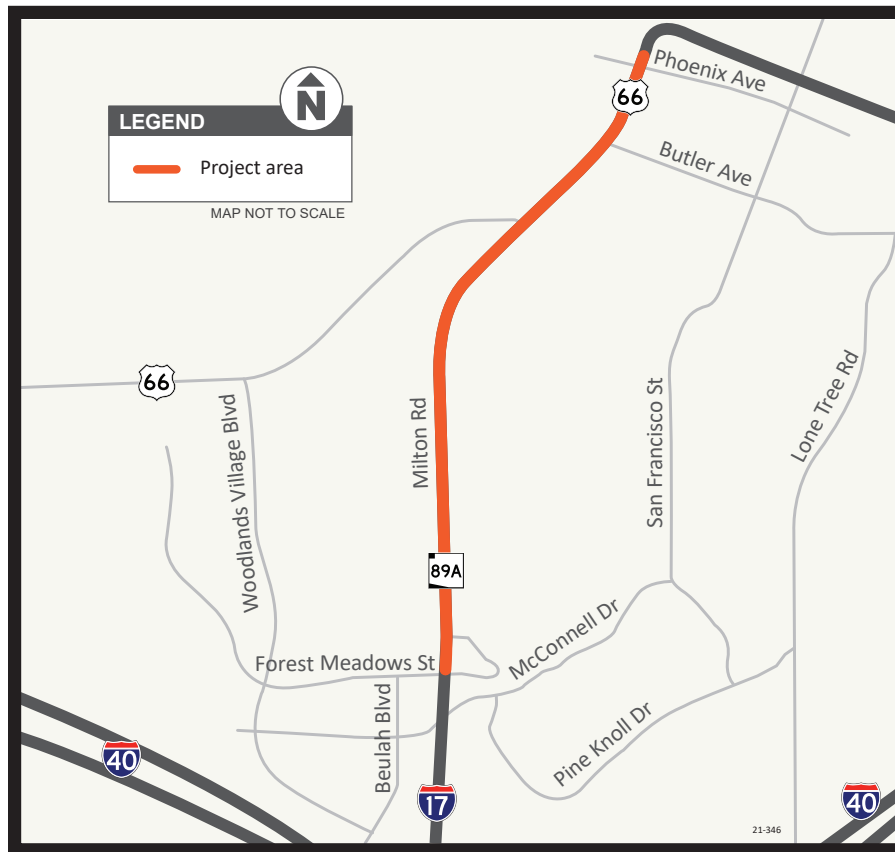 Phoenix Ave
66
N
LEGEND
Project area
MAP NOT TO SCALE
Butler Ave
66
Woodlands Village Blvd
Milton Rd
San Francisco St
Lone Tree Rd
89A
Forest Meadows St
McConnell Dr
Beulah Blvd
Pine Knoll Dr
40
17
40
21-346